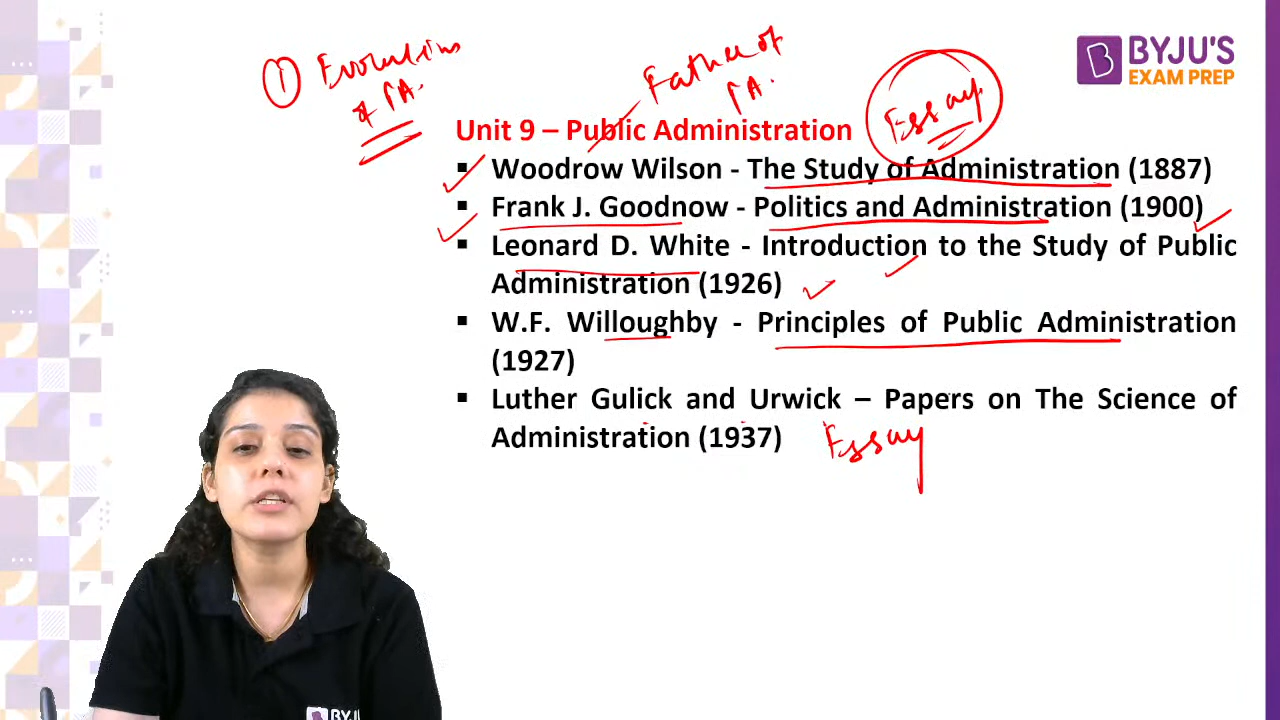 BYJU'S
EXAM PREP
① Evolution
of PA.
Father of
PA.
Essay
Unit 9 – Public Administration
▪ Woodrow Wilson - The Study of Administration (1887)
▪ Frank J. Goodnow - Politics and Administration (1900)
▪ Leonard D. White - Introduction to the Study of Public
Administration (1926)
▪ W.F. Willoughby - Principles of Public Administration
(1927)
▪ Luther Gulick and Urwick – Papers on The Science of
Administration (1937)
Essay
BYJU'S